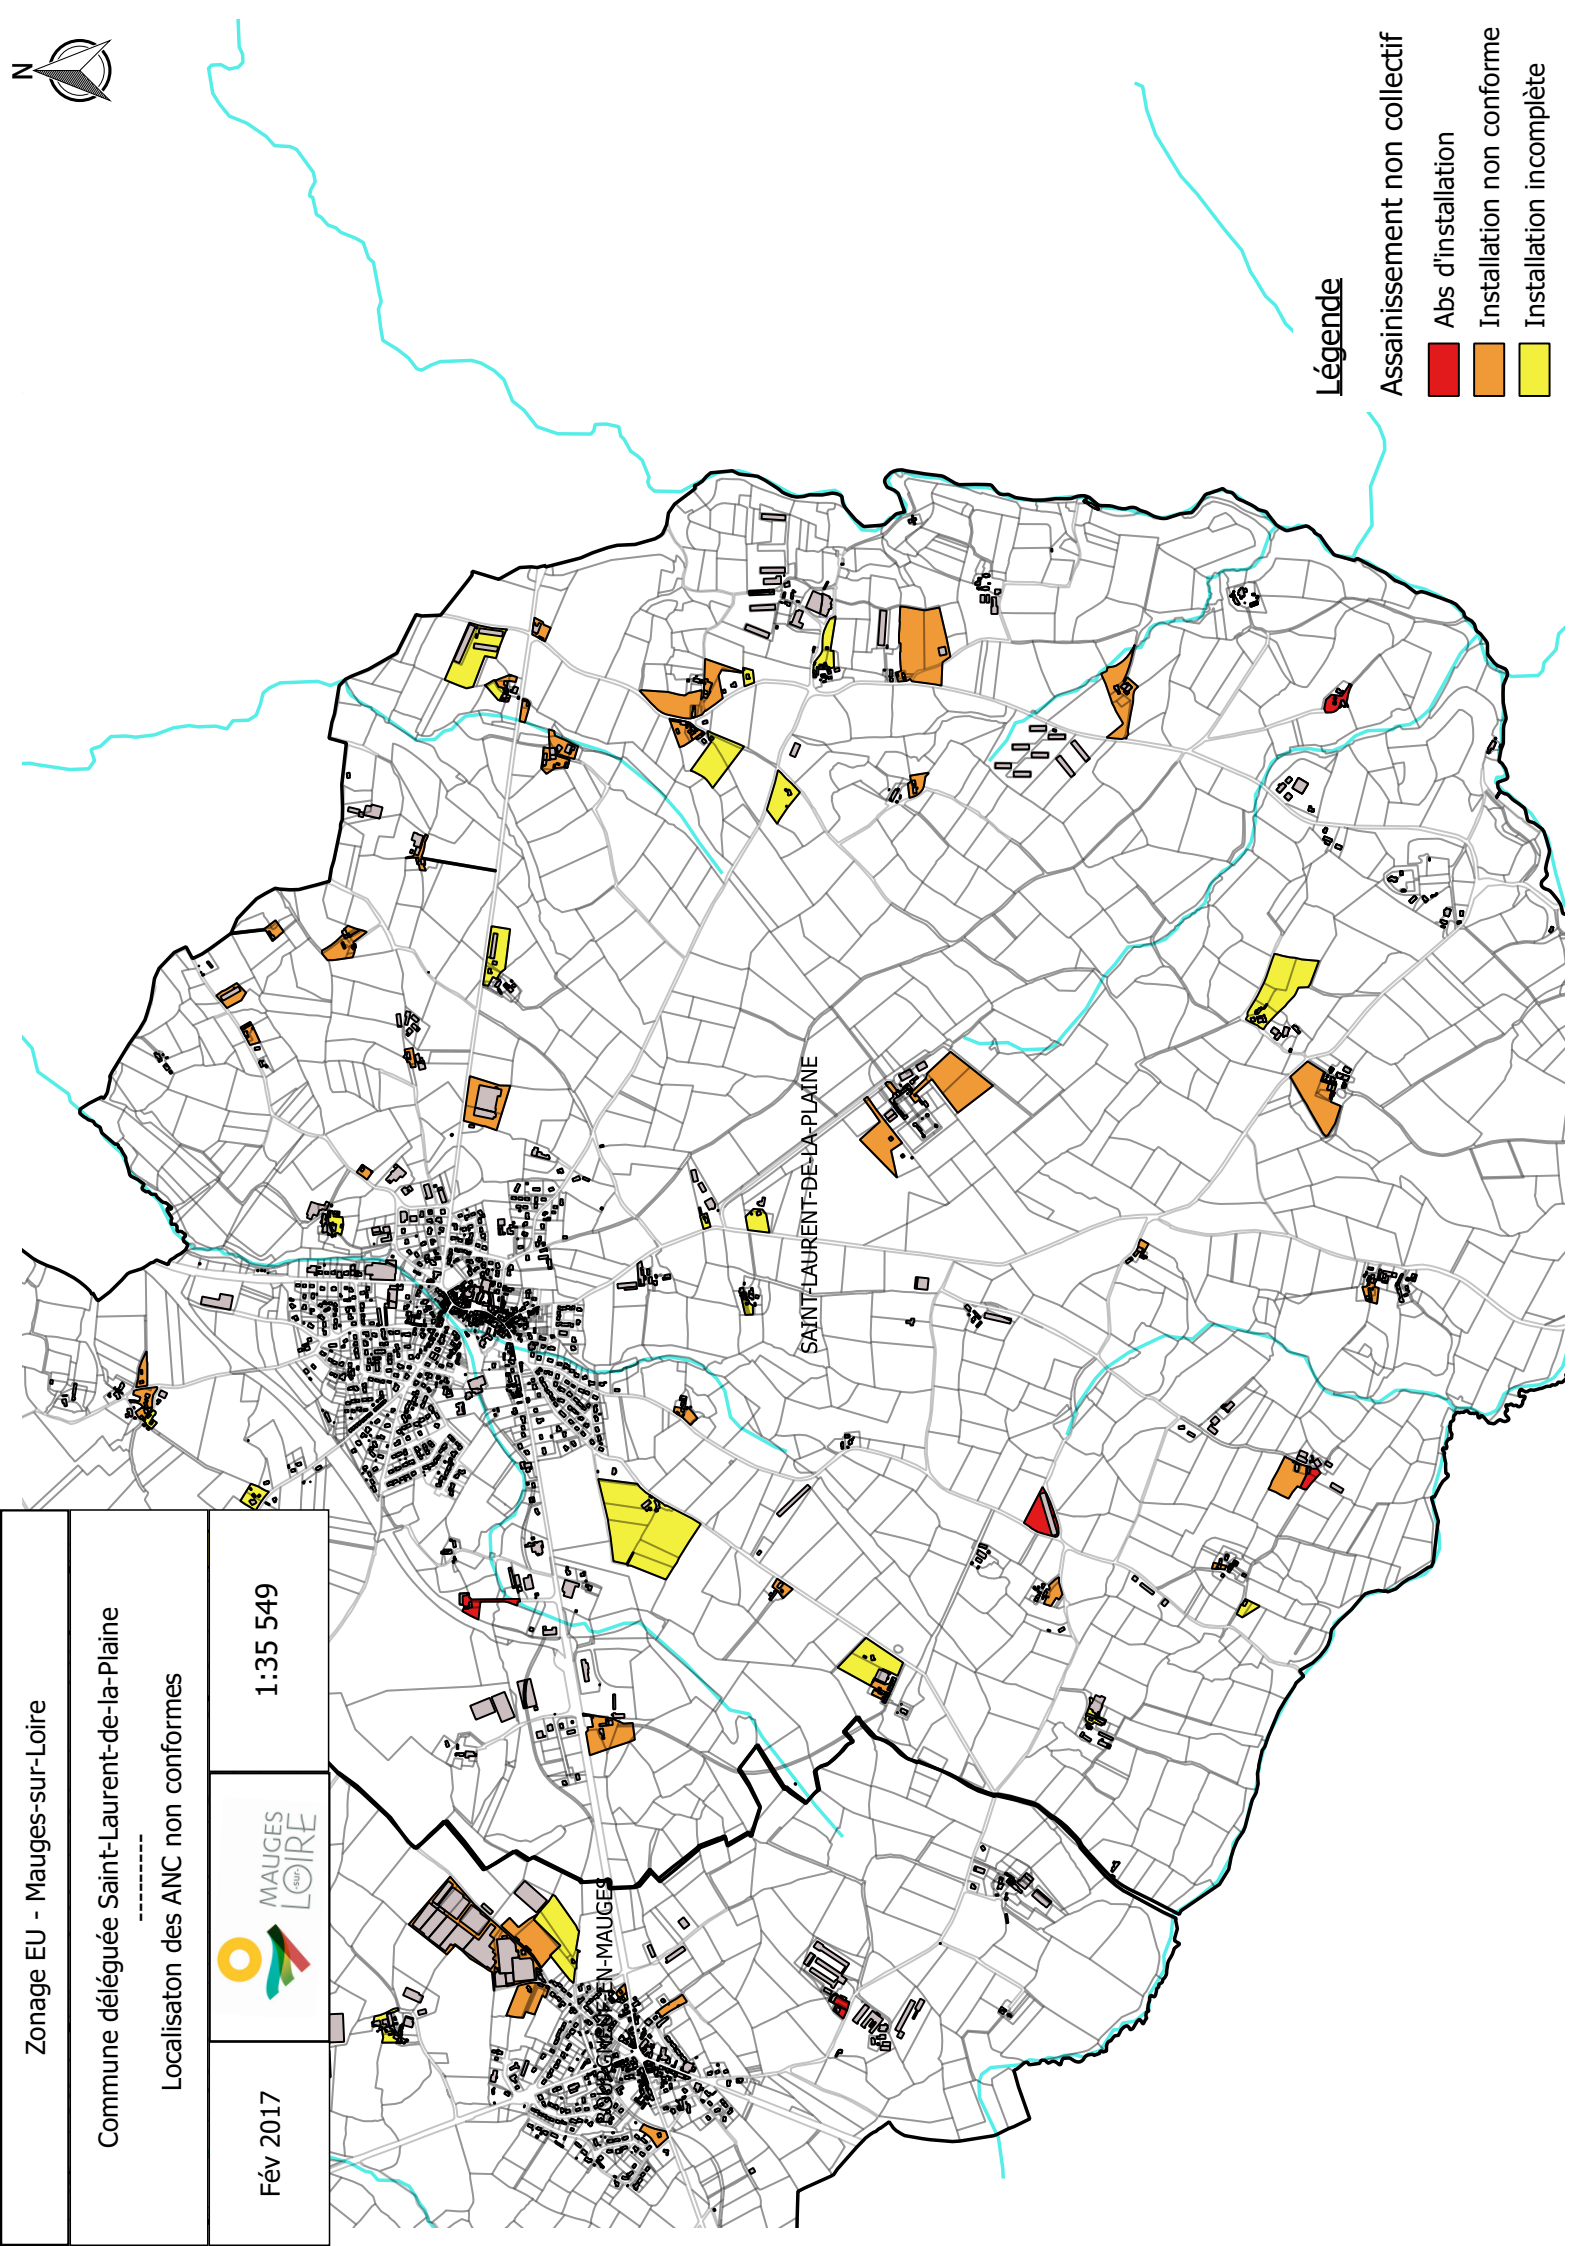 Zonage EU - Mauges-sur-Loire
Commune déléguée Saint-Laurent-de-la-Plaine
---------
Localisaton des ANC non conformes
Fév 2017
MAUGES
-sur-
LOIRE
1:35 549
N
SAINT-LAURENT-DE-LA-PLAINE
Légende
Assainissement non collectif
Abs d'installation
Installation non conforme
Installation incomplète